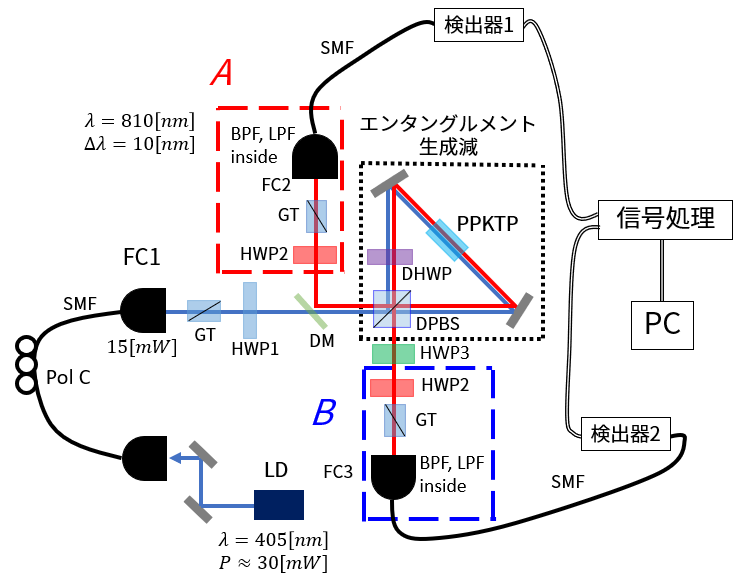 検出器1
SMF
A
λ = 810[nm]
Δλ = 10[nm]
BPF, LPF
inside
FC2
GT
HWP2
エンタングルメント
生成減
PPKTP
DHWP
DPBS
信号処理
PC
FC1
SMF
GT
15[mW]
HWP1
DM
HWP3
Pol C
B
HWP2
GT
検出器2
FC3
BPF, LPF
inside
SMF
LD
λ = 405[nm]
P ≈ 30[mW]